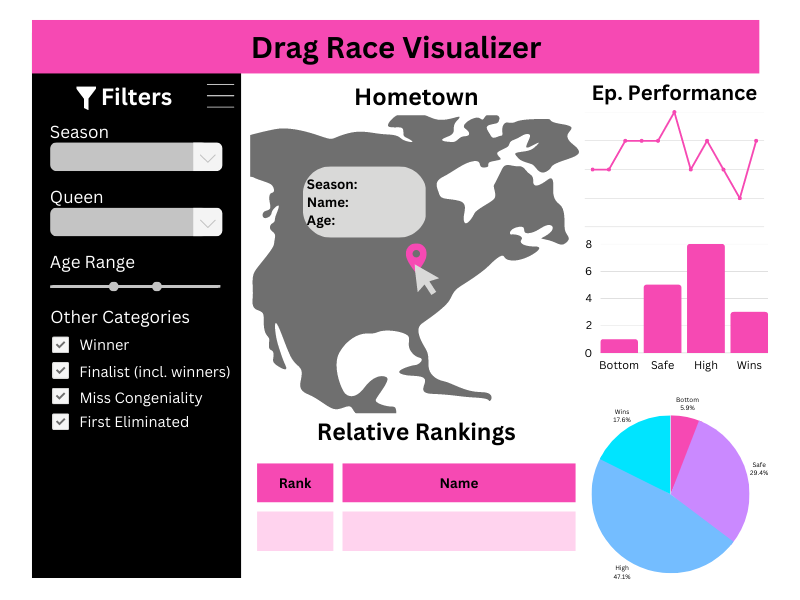 Drag Race Visualizer
Filters
Season
Queen
Age Range
Other Categories
Winner
Finalist (incl. winners)
Miss Congeniality
First Eliminated
Hometown
Season:
Name:
Age:
Relative Rankings
Rank Name
Ep. Performance
8
6
4
2
0
Bottom Safe High Wins
Bottom
5.9%
Wins
17.6%
Safe
29.4%
High
47.1%